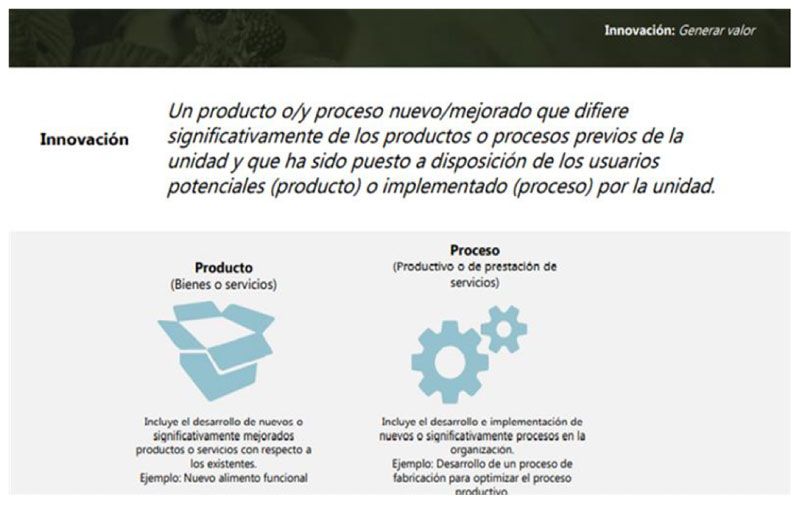 Innovación: Generar valor
Innovación
Un producto o/y proceso nuevo/mejorado que difiere
significativamente de los productos o procesos previos de la
unidad y que ha sido puesto a disposición de los usuarios
potenciales (producto) o implementado (proceso) por la unidad.
Producto
(Bienes o servicios)
Incluye el desarrollo de nuevos o
significativamente mejorados
productos o servicios con respecto a
los existentes.
Ejemplo: Nuevo alimento funcional
Proceso
(Productivo o de prestación de
servicios)
Incluye el desarrollo e implementación de
nuevos o significativamente procesos en la
organización.
Ejemplo: Desarrollo de un proceso de
fabricación para optimizar el proceso
productivo